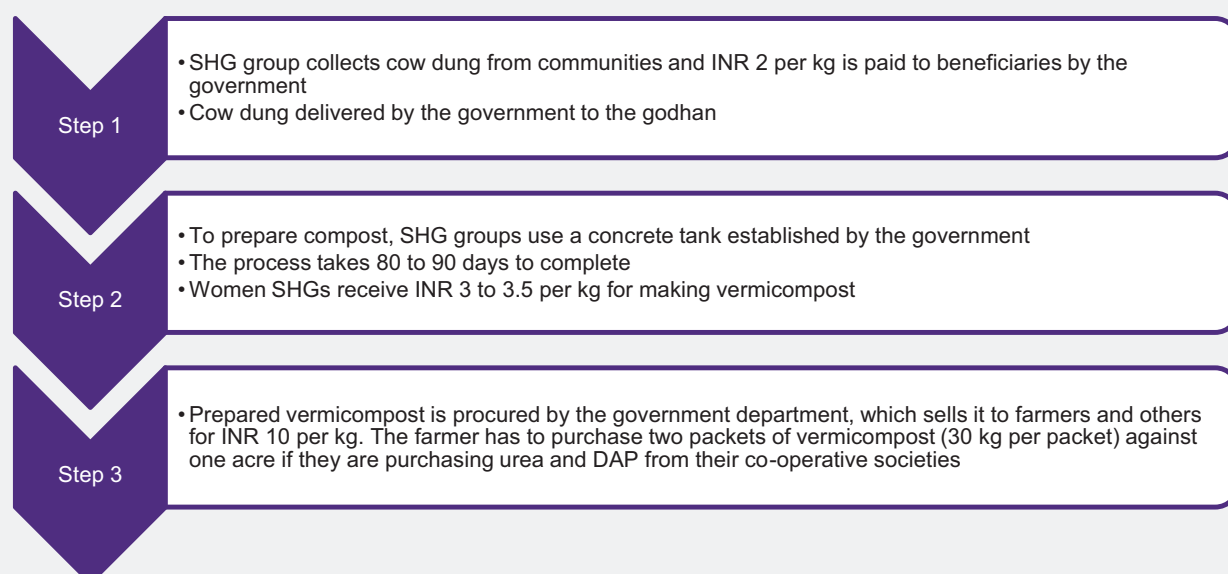 Step 1
• SHG group collects cow dung from communities and INR 2 per kg is paid to beneficiaries by the
government
• Cow dung delivered by the government to the godhan
Step 2
• To prepare compost, SHG groups use a concrete tank established by the government
• The process takes 80 to 90 days to complete
• Women SHGs receive INR 3 to 3.5 per kg for making vermicompost
Step 3
• Prepared vermicompost is procured by the government department, which sells it to farmers and others
for INR 10 per kg. The farmer has to purchase two packets of vermicompost (30 kg per packet) against
one acre if they are purchasing urea and DAP from their co-operative societies